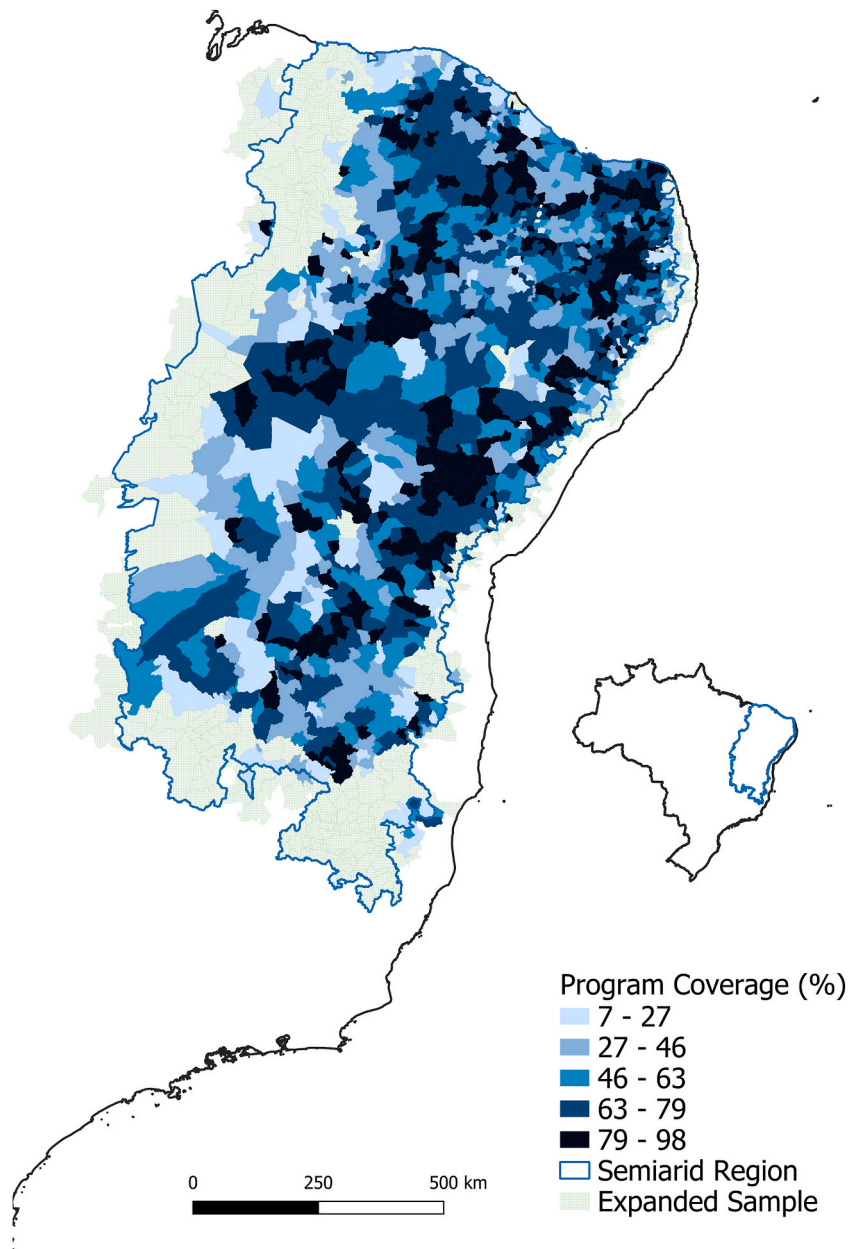 Program Coverage (%)
7 - 27
27 - 46
46 - 63
63 - 79
79 - 98
Semiarid Region
Expanded Sample
0 250 500 km